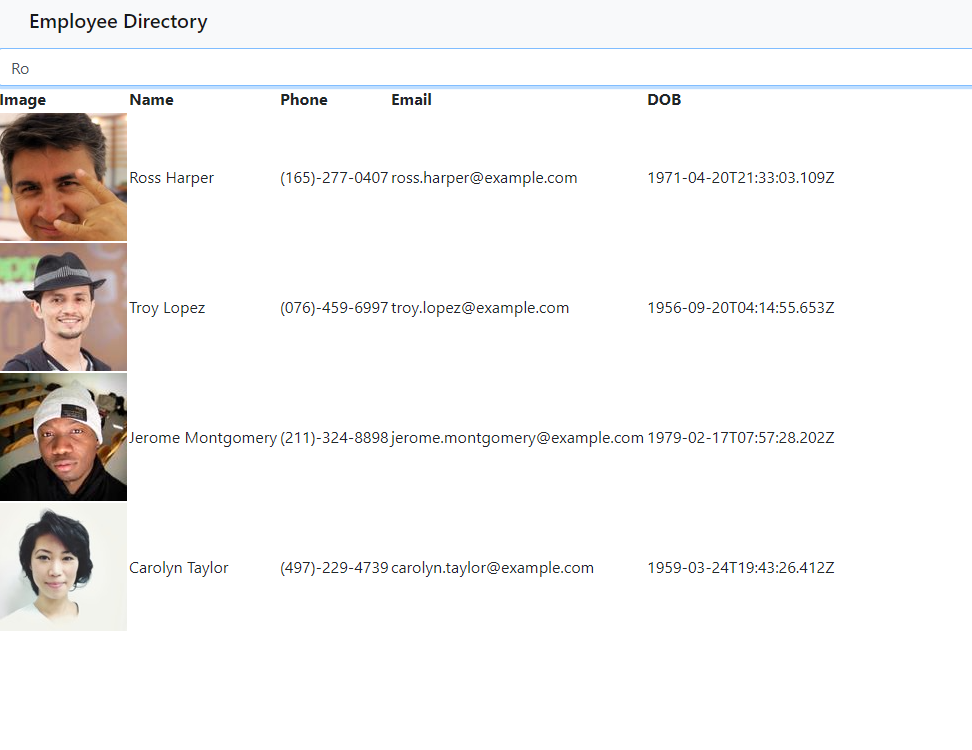 Employee Directory
Ro
Image Name Phone Email DOB
Ross Harper (165)-277-0407 ross.harper@example.com 1971-04-20T21:33:03.109Z
Troy Lopez (076)-459-6997 troy.lopez@example.com 1956-09-20T04:14:55.653Z
Jerome Montgomery (211)-324-8898 jerome.montgomery@example.com 1979-02-17T07:57:28.202Z
Carolyn Taylor (497)-229-4739 carolyn.taylor@example.com 1959-03-24T19:43:26.412Z